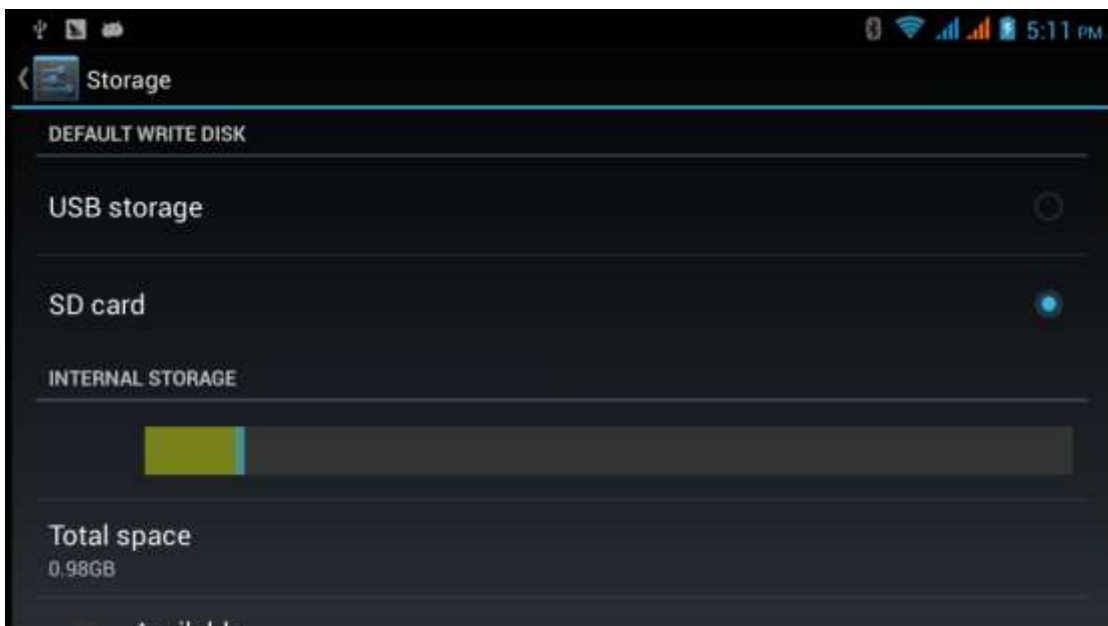 5:11 PM
Storage
DEFAULT WRITE DISK
USB storage
SD card
INTERNAL STORAGE
Total space
0.98GB